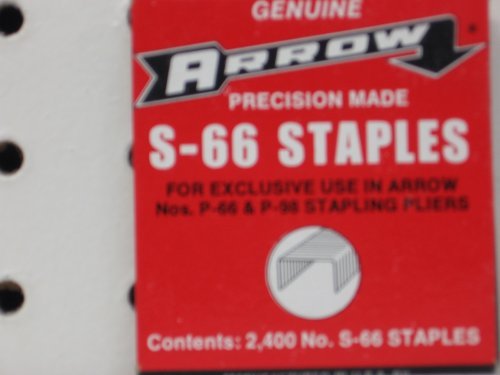 GENUINE
ARROW
PRECISION MADE
S-66 STAPLES
FOR EXCLUSIVE USE IN ARROW
Nos. P-66 & P-98 STAPLING PLIERS
Contents: 2,400 No. S-66 STAPLES